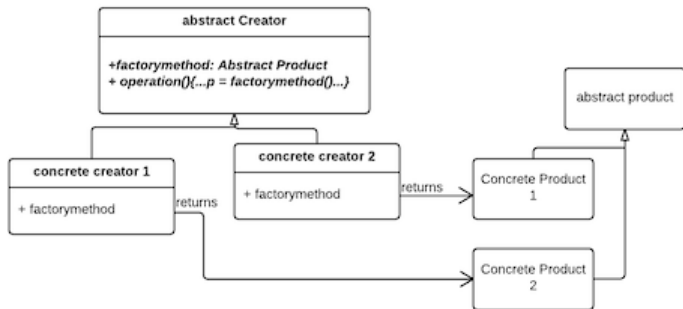 abstract Creator
+factorymethod: Abstract Product
+ operation(){...p = factorymethod()...}
abstract product
concrete creator 1
+ factorymethod
returns
concrete creator 2
+ factorymethod
returns
Concrete Product
1
Concrete Product
2